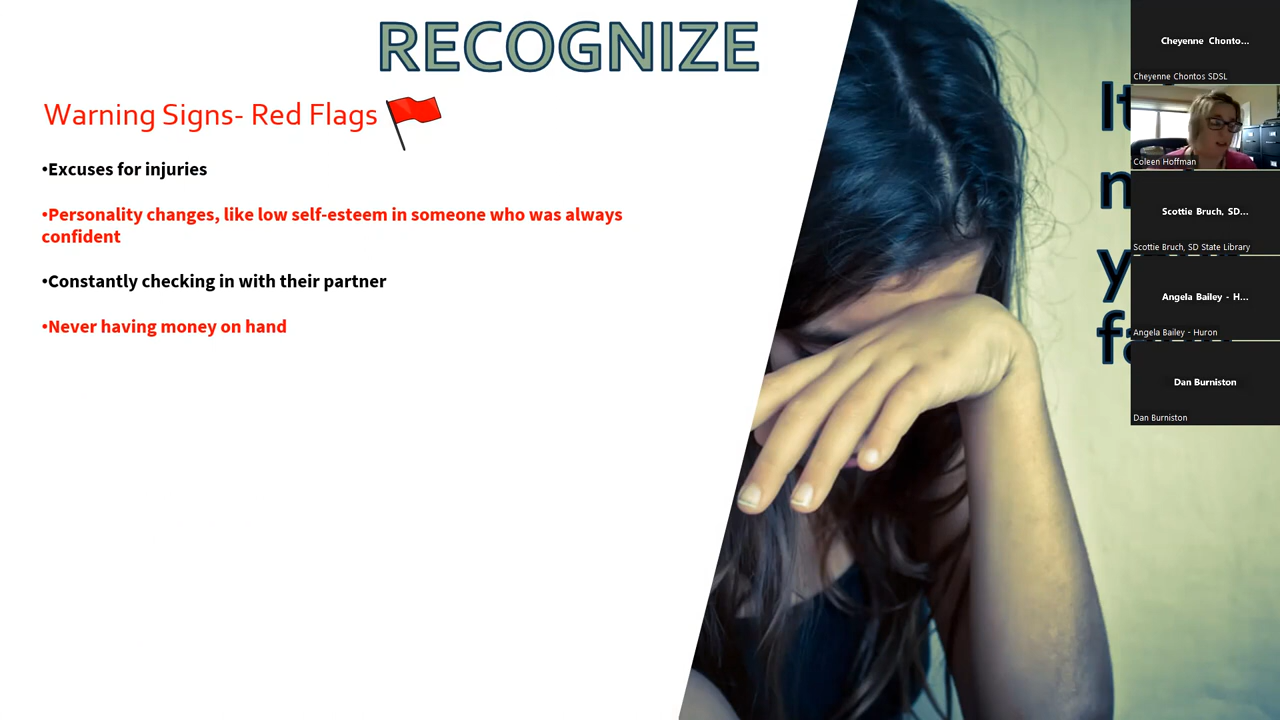 RECOGNIZE
Warning Signs- Red Flags
•Excuses for injuries
•Personality changes, like low self-esteem in someone who was always
confident
•Constantly checking in with their partner
•Never having money on hand
Cheyenne Chonto...
Cheyenne Chontos SDSL
Coleen Hoffman
Scottie Bruch, SD...
Scottie Bruch, SD State Library
Angela Bailey - H...
Angela Bailey - Huron
Dan Burniston
Dan Burniston